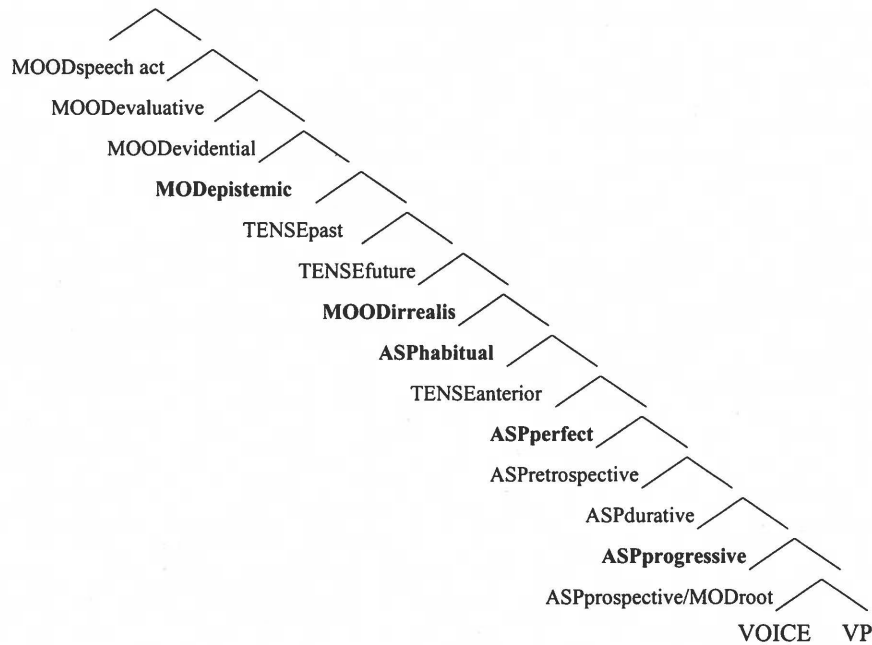 MOODspeech act
MOODevaluative
MOODevidential
MODepistemic
TENSEpast
TENSEfuture
MOODirrealis
ASPhabitual
TENSEanterior
ASPperfect
ASPretrospective
ASPdurative
ASPprogressive
ASPprospective/MODroot
VOICE VP